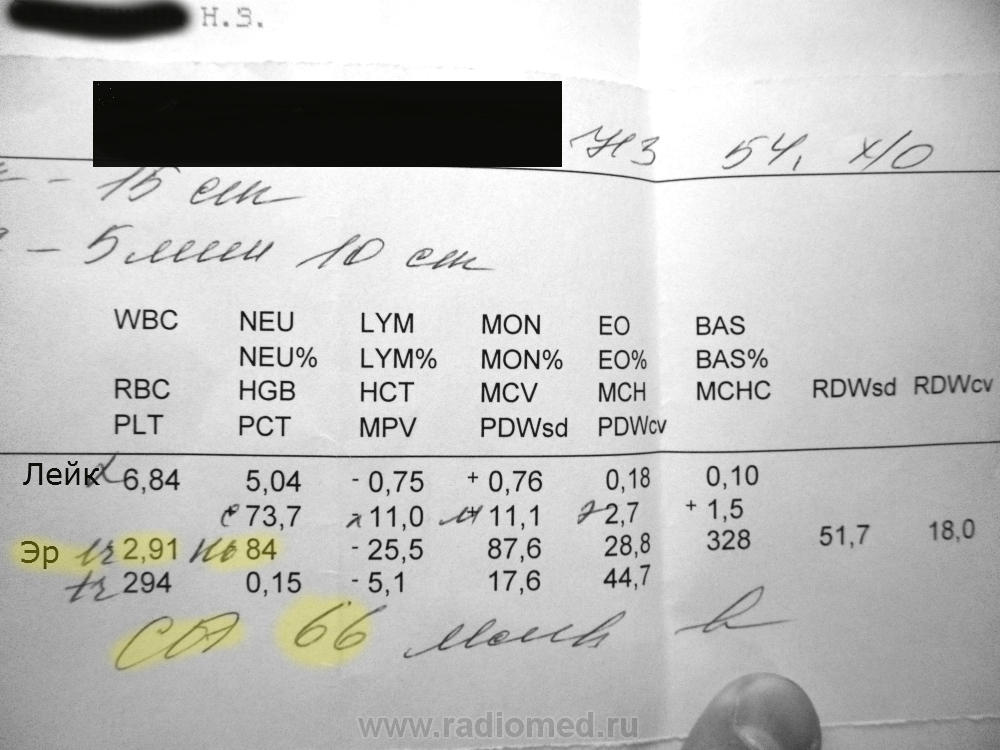 Н.Э.
НЗ 54, х/о
- 15 сек
- 5 мин 10 сек
WBC NEU LYM MON EO BAS
NEU% LYM% MON% EO% BAS%
RBC HGB HCT MCV MCH MCHC RDWsd RDWcv
PLT PCT MPV PDWsd PDWcv
Лейк 6,84 5,04 - 0,75 + 0,76 0,18 0,10
с 73,7 л 11,0 м 11,1 э 2,7 + 1,5
Эр 2,91 Нb 84 - 25,5 87,6 28,8 328 51,7 18,0
tr 294 0,15 - 5,1 17,6 44,7
СОЭ 66
www.radiomed.ru